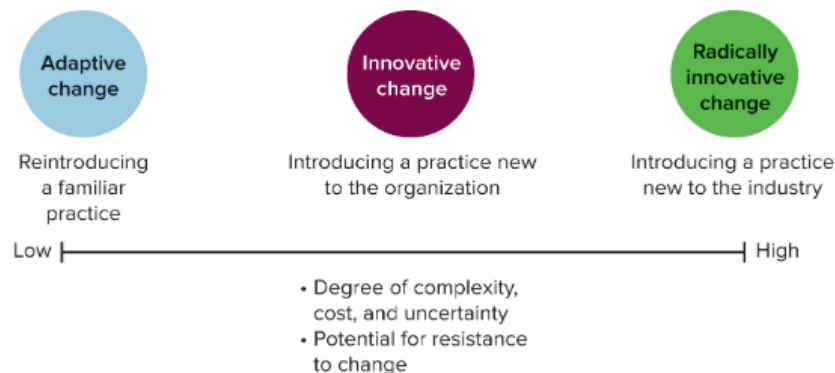 Adaptive
change
Innovative
change
Radically
innovative
change
Reintroducing
a familiar
practice
Introducing a practice new
to the organization
Introducing a practice
new to the industry
Low
High
• Degree of complexity,
cost, and uncertainty
• Potential for resistance
to change